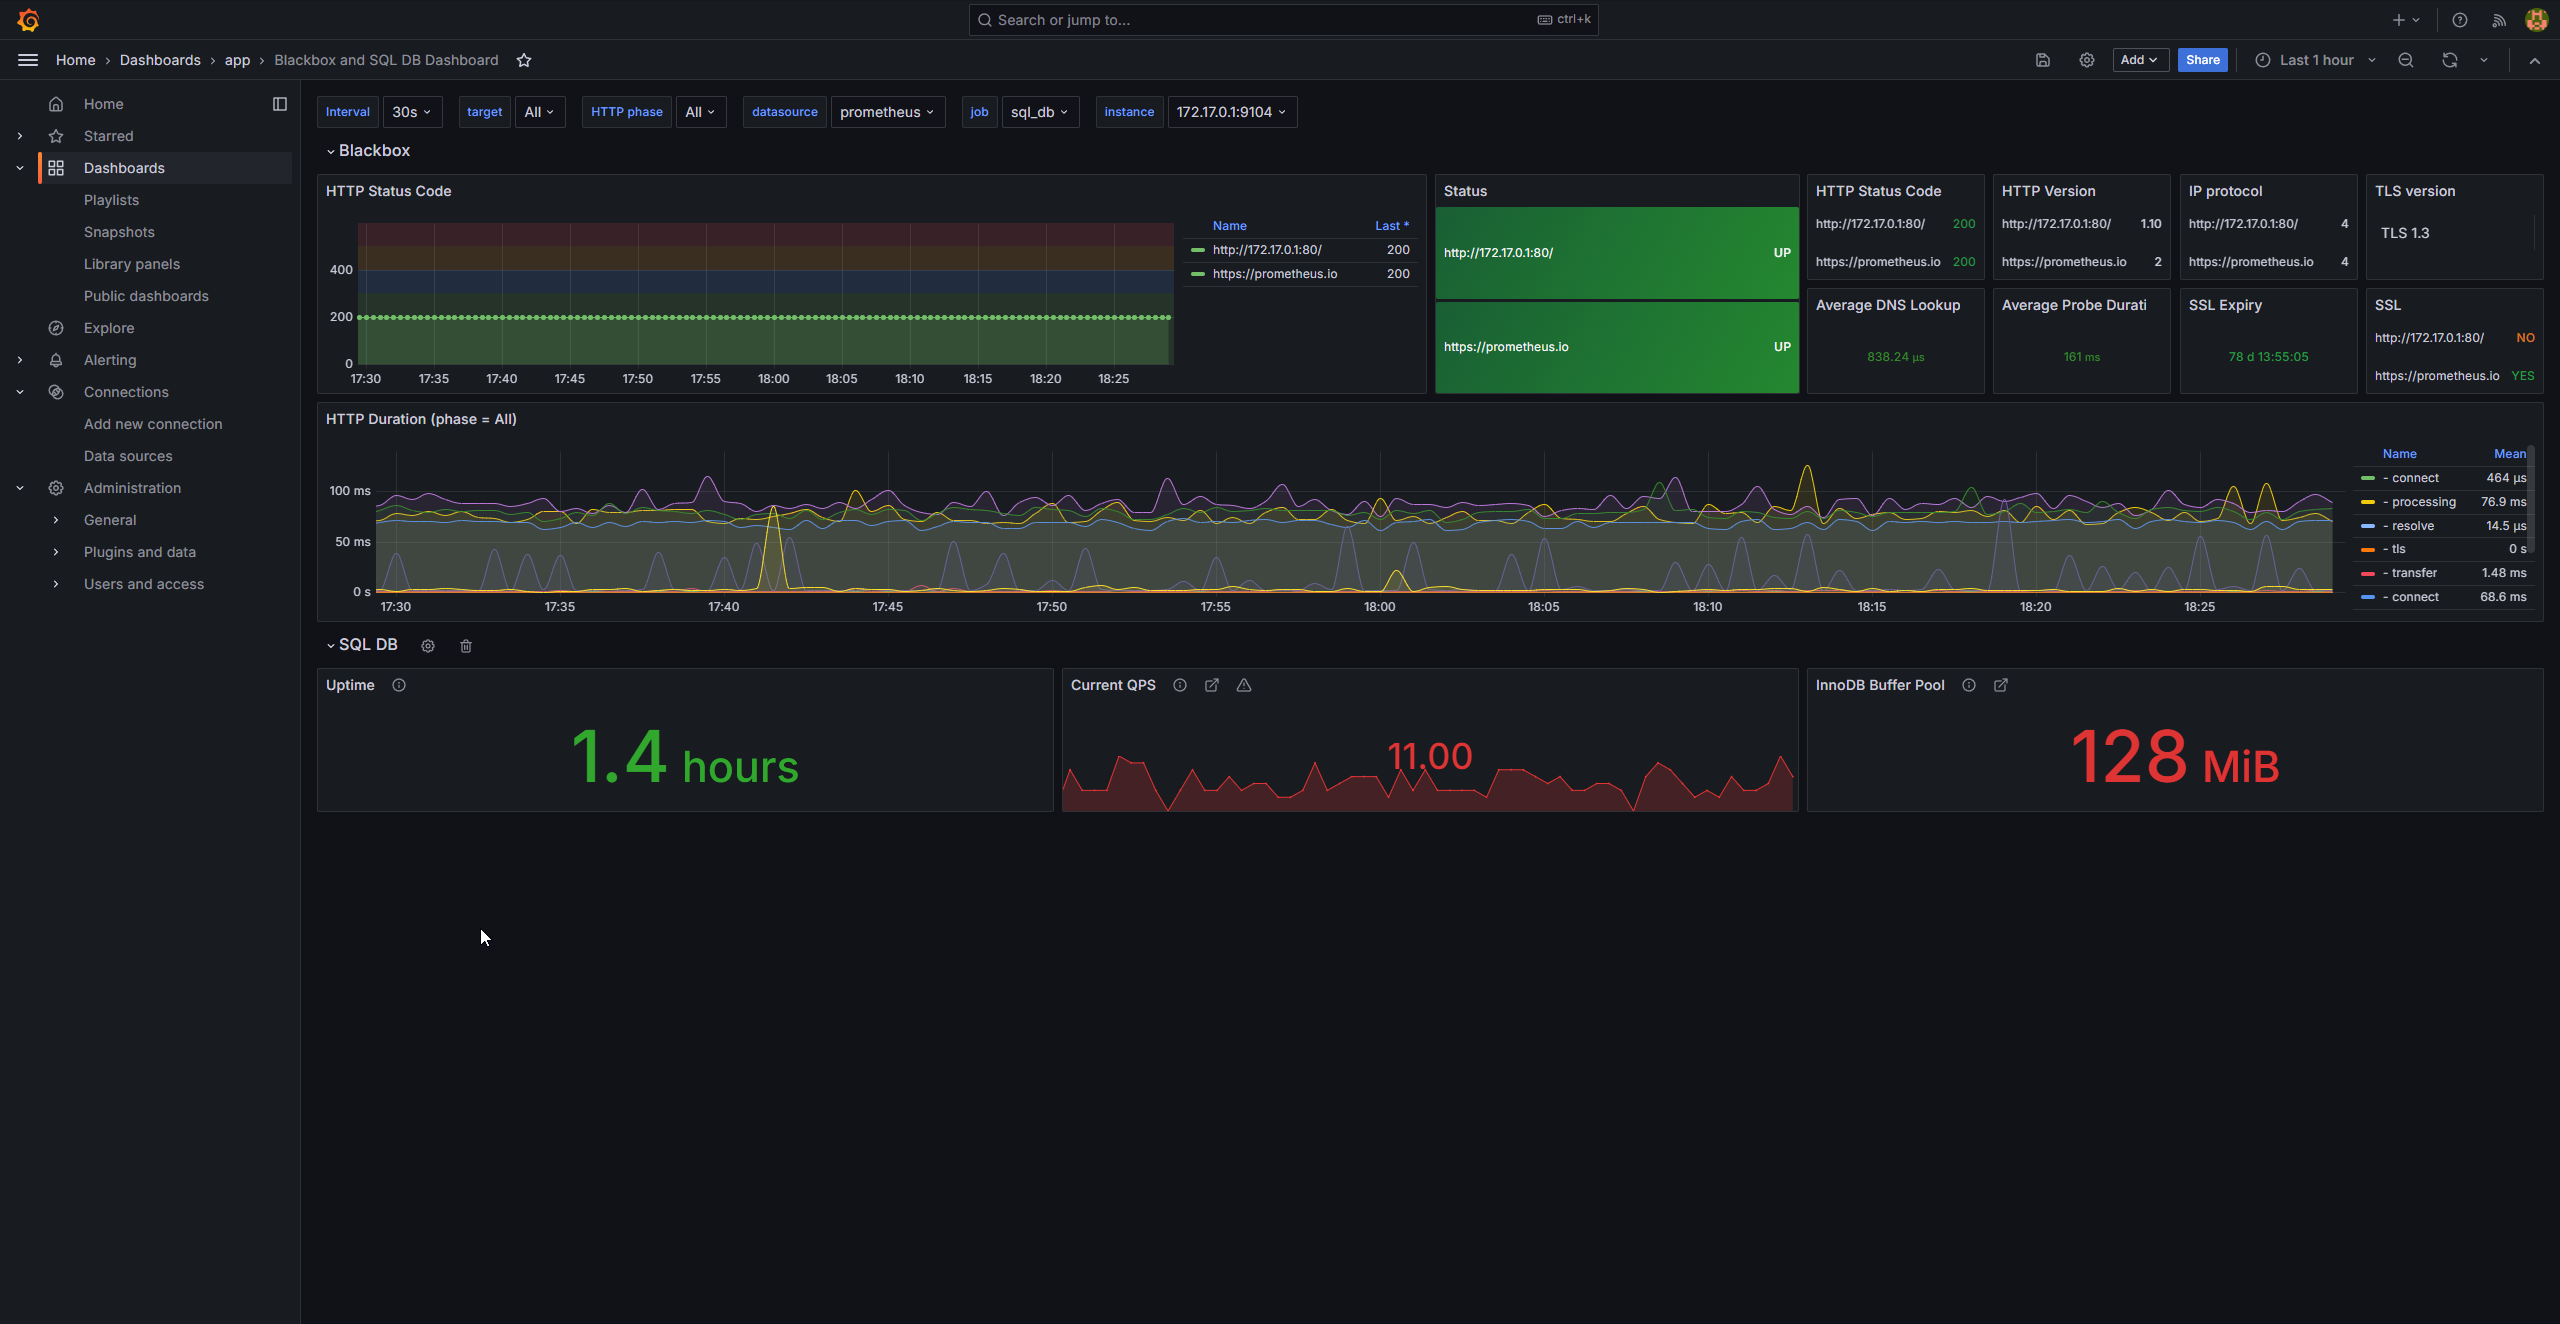 Search or jump to...
ctrl+k
Home › Dashboards › app › Blackbox and SQL DB Dashboard
Add
Share
Last 1 hour
Home
Starred
Dashboards
Playlists
Snapshots
Library panels
Public dashboards
Explore
Alerting
Connections
Add new connection
Data sources
Administration
General
Plugins and data
Users and access
Interval 30s target All HTTP phase All datasource prometheus job sql_db instance 172.17.0.1:9104
Blackbox
HTTP Status Code
400
200
0
17:30 17:35 17:40 17:45 17:50 17:55 18:00 18:05 18:10 18:15 18:20 18:25
Name Last *
http://172.17.0.1:80/ 200
https://prometheus.io 200
Status
http://172.17.0.1:80/ UP
https://prometheus.io UP
HTTP Status Code
http://172.17.0.1:80/ 200
https://prometheus.io 200
HTTP Version
http://172.17.0.1:80/ 1.10
https://prometheus.io 2
IP protocol
http://172.17.0.1:80/ 4
https://prometheus.io 4
TLS version
TLS 1.3
Average DNS Lookup
838.24 µs
Average Probe Durati
161 ms
SSL Expiry
78 d 13:55:05
SSL
http://172.17.0.1:80/ NO
https://prometheus.io YES
HTTP Duration (phase = All)
100 ms
50 ms
0 s
17:30 17:35 17:40 17:45 17:50 17:55 18:00 18:05 18:10 18:15 18:20 18:25
Name Mean
- connect 464 µs
- processing 76.9 ms
- resolve 14.5 µs
- tls 0 s
- transfer 1.48 ms
- connect 68.6 ms
SQL DB
Uptime
1.4 hours
Current QPS
11.00
InnoDB Buffer Pool
128 MiB